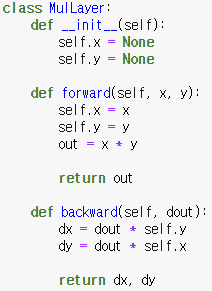 class MulLayer:
    def __init__(self):
        self.x = None
        self.y = None

    def forward(self, x, y):
        self.x = x
        self.y = y
        out = x * y

        return out

    def backward(self, dout):
        dx = dout * self.y
        dy = dout * self.x

        return dx, dy